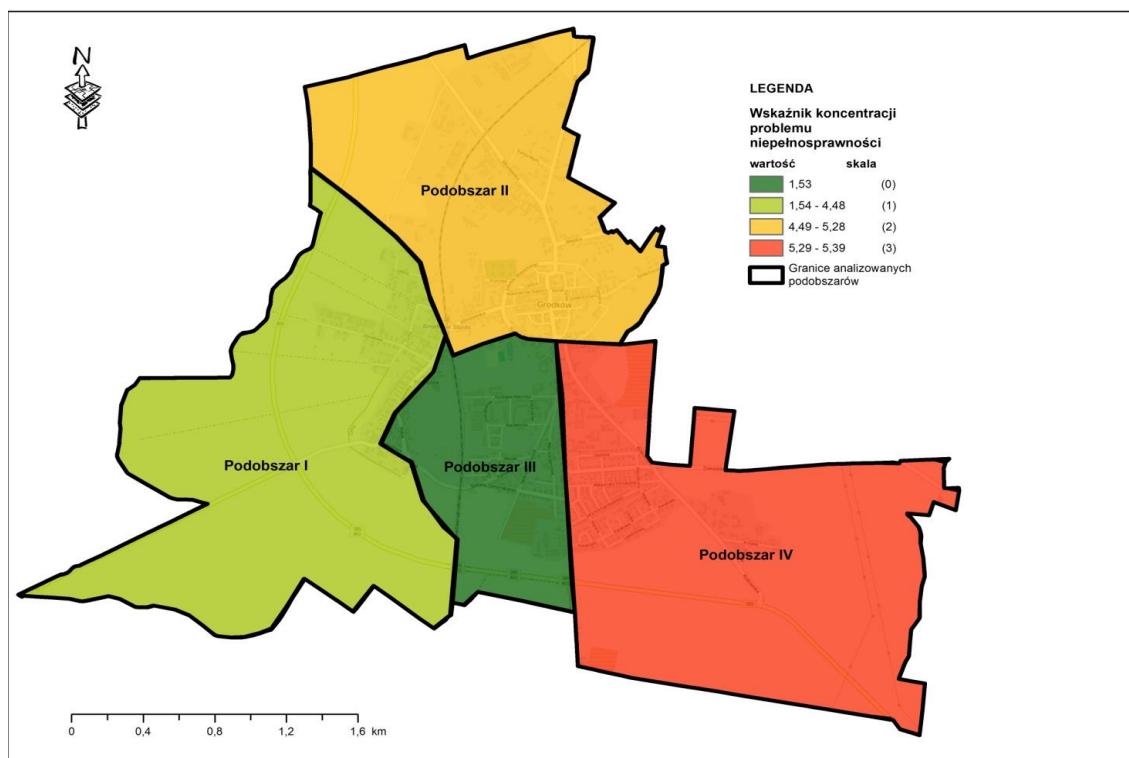 N
LEGENDA
Wskaźnik koncentracji
problemu
niepełnosprawności
wartość skala
1,53 (0)
1,54 - 4,48 (1)
4,49 - 5,28 (2)
5,29 - 5,39 (3)
Granice analizowanych
podobszarów
Podobszar II
Grodków
Podobszar I
Podobszar III
Podobszar IV
0 0,4 0,8 1,2 1,6 km